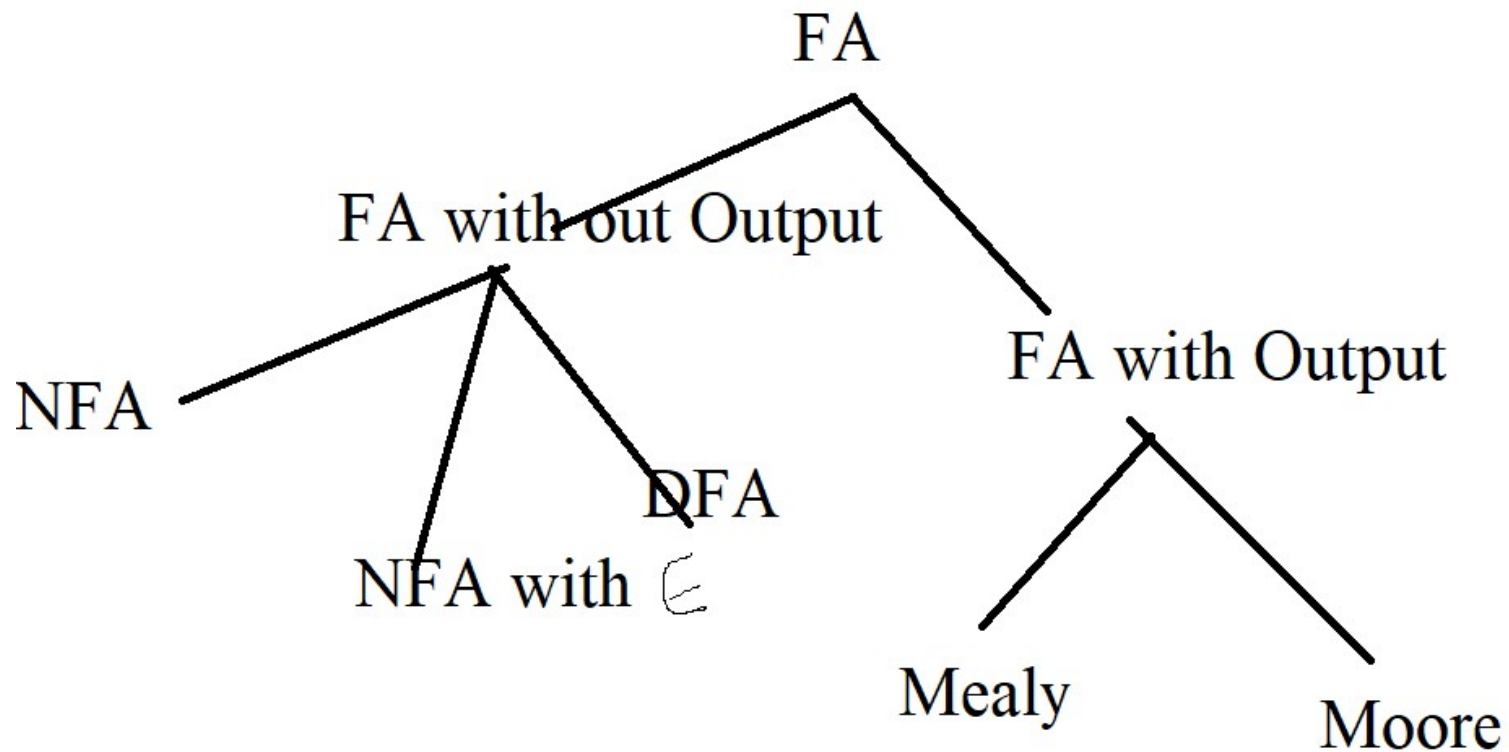 FA
FA with out Output
FA with Output
NFA
DFA
NFA with ∈
Mealy
Moore